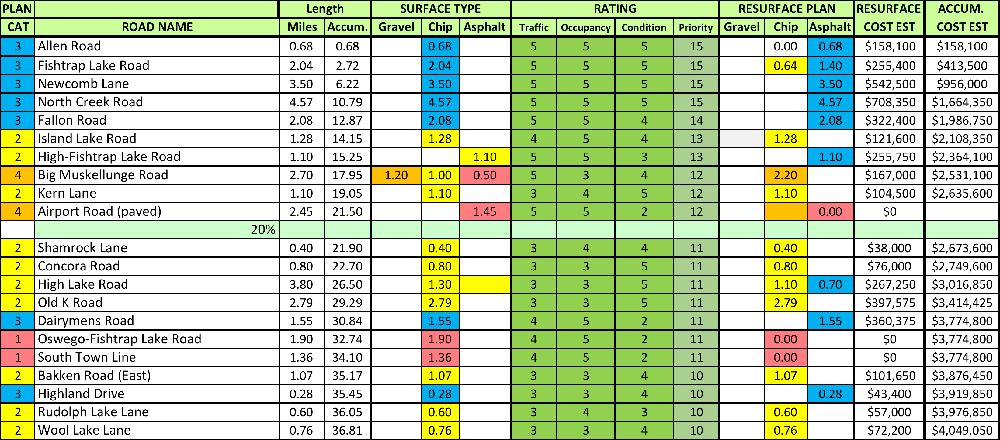 PLAN Length SURFACE TYPE RATING RESURFACE PLAN RESURFACE ACCUM.
CAT ROAD NAME Miles Accum. Gravel Chip Asphalt Traffic Occupancy Condition Priority Gravel Chip Asphalt COST EST COST EST
3 Allen Road 0.68 0.68 0.68 5 5 5 15 0.00 0.68 $158,100 $158,100
3 Fishtrap Lake Road 2.04 2.72 2.04 5 5 5 15 0.64 1.40 $255,400 $413,500
3 Newcomb Lane 3.50 6.22 3.50 5 5 5 15 3.50 $542,500 $956,000
3 North Creek Road 4.57 10.79 4.57 5 5 5 15 4.57 $708,350 $1,664,350
3 Fallon Road 2.08 12.87 2.08 5 5 4 14 2.08 $322,400 $1,986,750
2 Island Lake Road 1.28 14.15 1.28 4 5 4 13 1.28 $121,600 $2,108,350
2 High-Fishtrap Lake Road 1.10 15.25 1.10 5 5 3 13 1.10 $255,750 $2,364,100
4 Big Muskellunge Road 2.70 17.95 1.20 1.00 0.50 5 3 4 12 2.20 $167,000 $2,531,100
2 Kern Lane 1.10 19.05 1.10 3 4 5 12 1.10 $104,500 $2,635,600
4 Airport Road (paved) 2.45 21.50 1.45 5 5 2 12 0.00 $0
20%
2 Shamrock Lane 0.40 21.90 0.40 3 4 4 11 0.40 $38,000 $2,673,600
2 Concora Road 0.80 22.70 0.80 3 3 5 11 0.80 $76,000 $2,749,600
2 High Lake Road 3.80 26.50 1.30 3 3 5 11 1.10 0.70 $267,250 $3,016,850
2 Old K Road 2.79 29.29 2.79 3 3 5 11 2.79 $397,575 $3,414,425
3 Dairymens Road 1.55 30.84 1.55 4 5 2 11 1.55 $360,375 $3,774,800
1 Oswego-Fishtrap Lake Road 1.90 32.74 1.90 4 5 2 11 0.00 $0 $3,774,800
1 South Town Line 1.36 34.10 1.36 4 5 2 11 0.00 $0 $3,774,800
2 Bakken Road (East) 1.07 35.17 1.07 3 3 4 10 1.07 $101,650 $3,876,450
3 Highland Drive 0.28 35.45 0.28 3 3 4 10 0.28 $43,400 $3,919,850
2 Rudolph Lake Lane 0.60 36.05 0.60 3 4 3 10 0.60 $57,000 $3,976,850
2 Wool Lake Lane 0.76 36.81 0.76 3 3 4 10 0.76 $72,200 $4,049,050